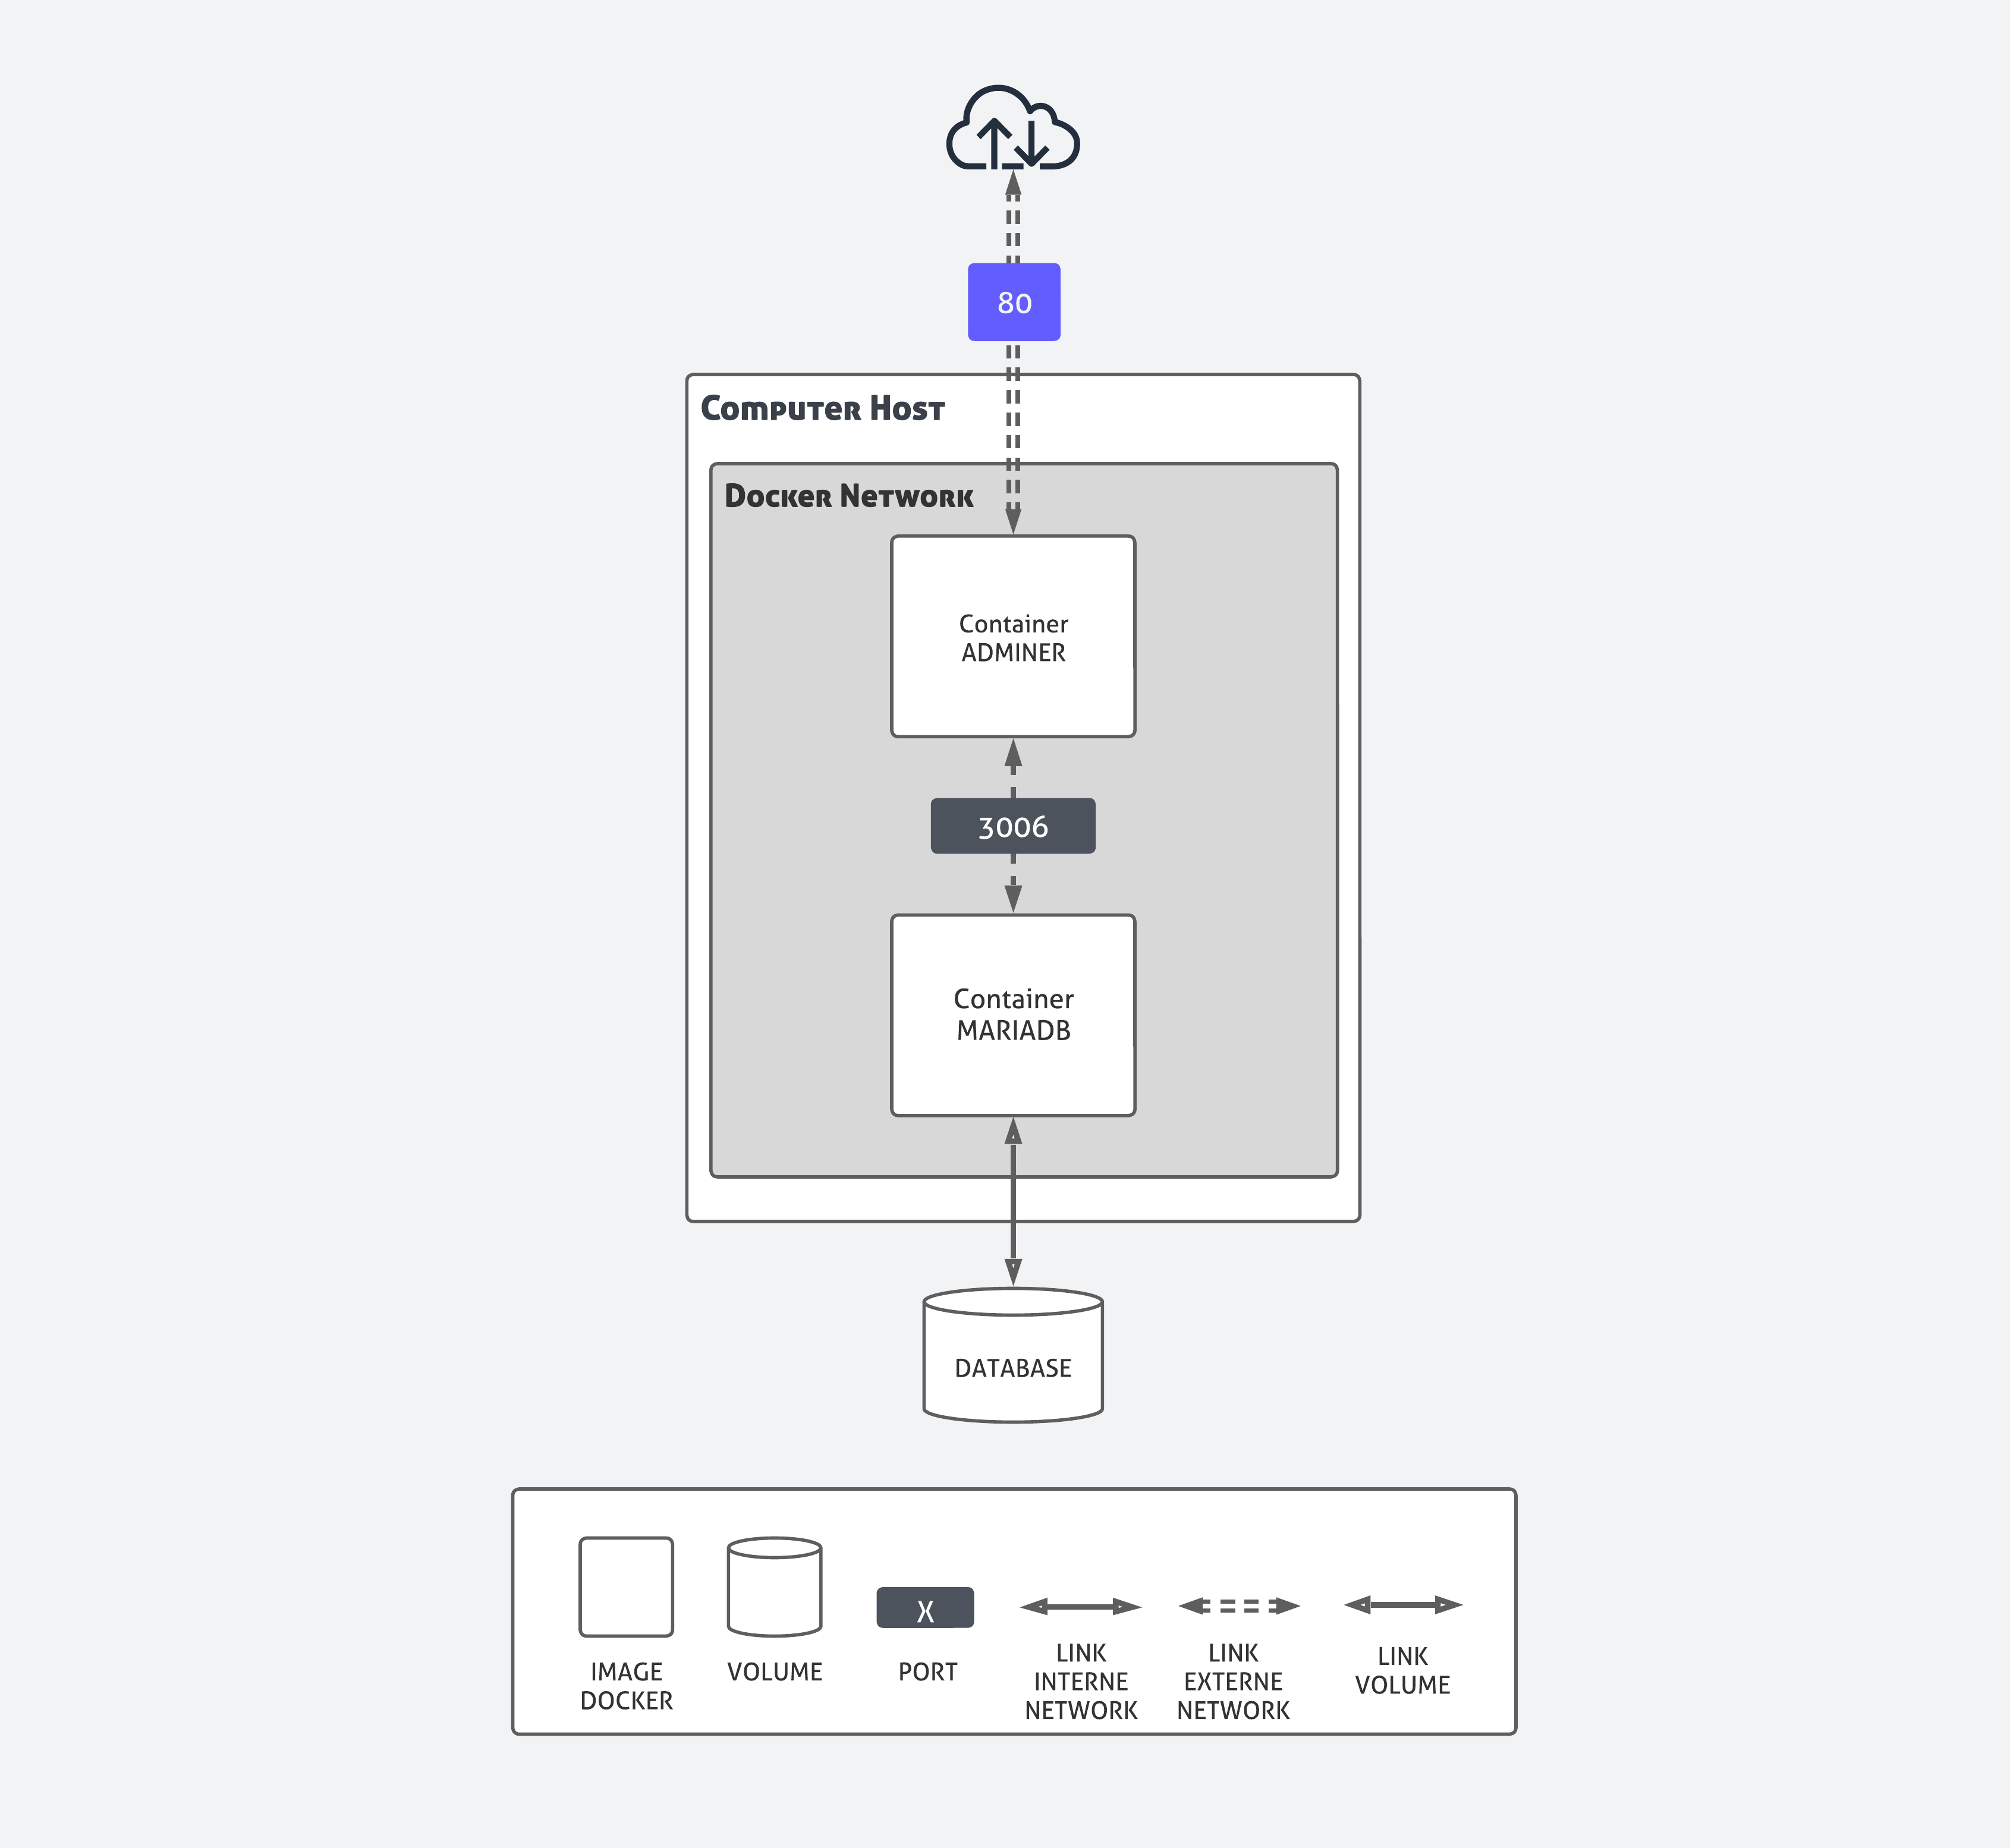 80
Computer Host
Docker Network
Container
ADMINER
3006
Container
MARIADB
DATABASE
X
IMAGE
DOCKER
VOLUME
PORT
LINK
INTERNE
NETWORK
LINK
EXTERNE
NETWORK
LINK
VOLUME